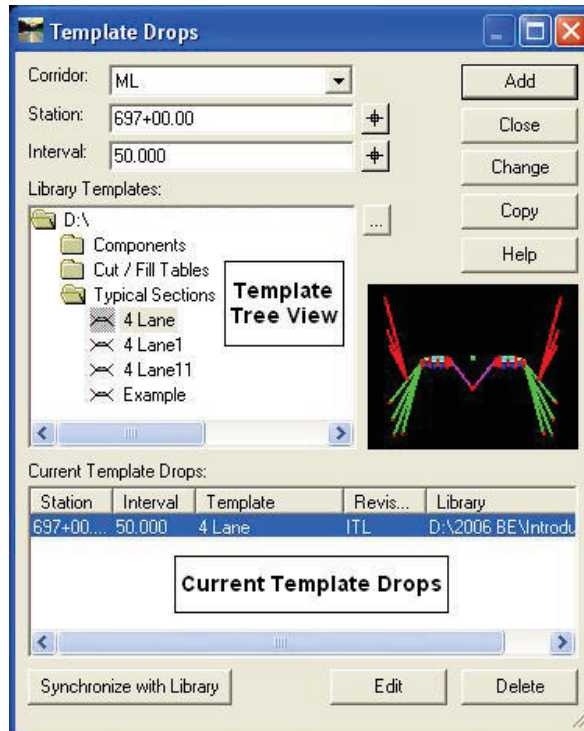 Template Drops
Corridor: ML
Add
Station: 697+00.00
Close
Interval: 50.000
Change
Library Templates:
D:\
...
Copy
Components
Help
Cut / Fill Tables
Typical Sections
Template
Tree View
4 Lane
4 Lane1
4 Lane11
Example
Current Template Drops:
Station Interval Template Revis... Library
697+00.... 50.000 4 Lane ITL D:\2006 BE\Introdu
Current Template Drops
Synchronize with Library Edit Delete